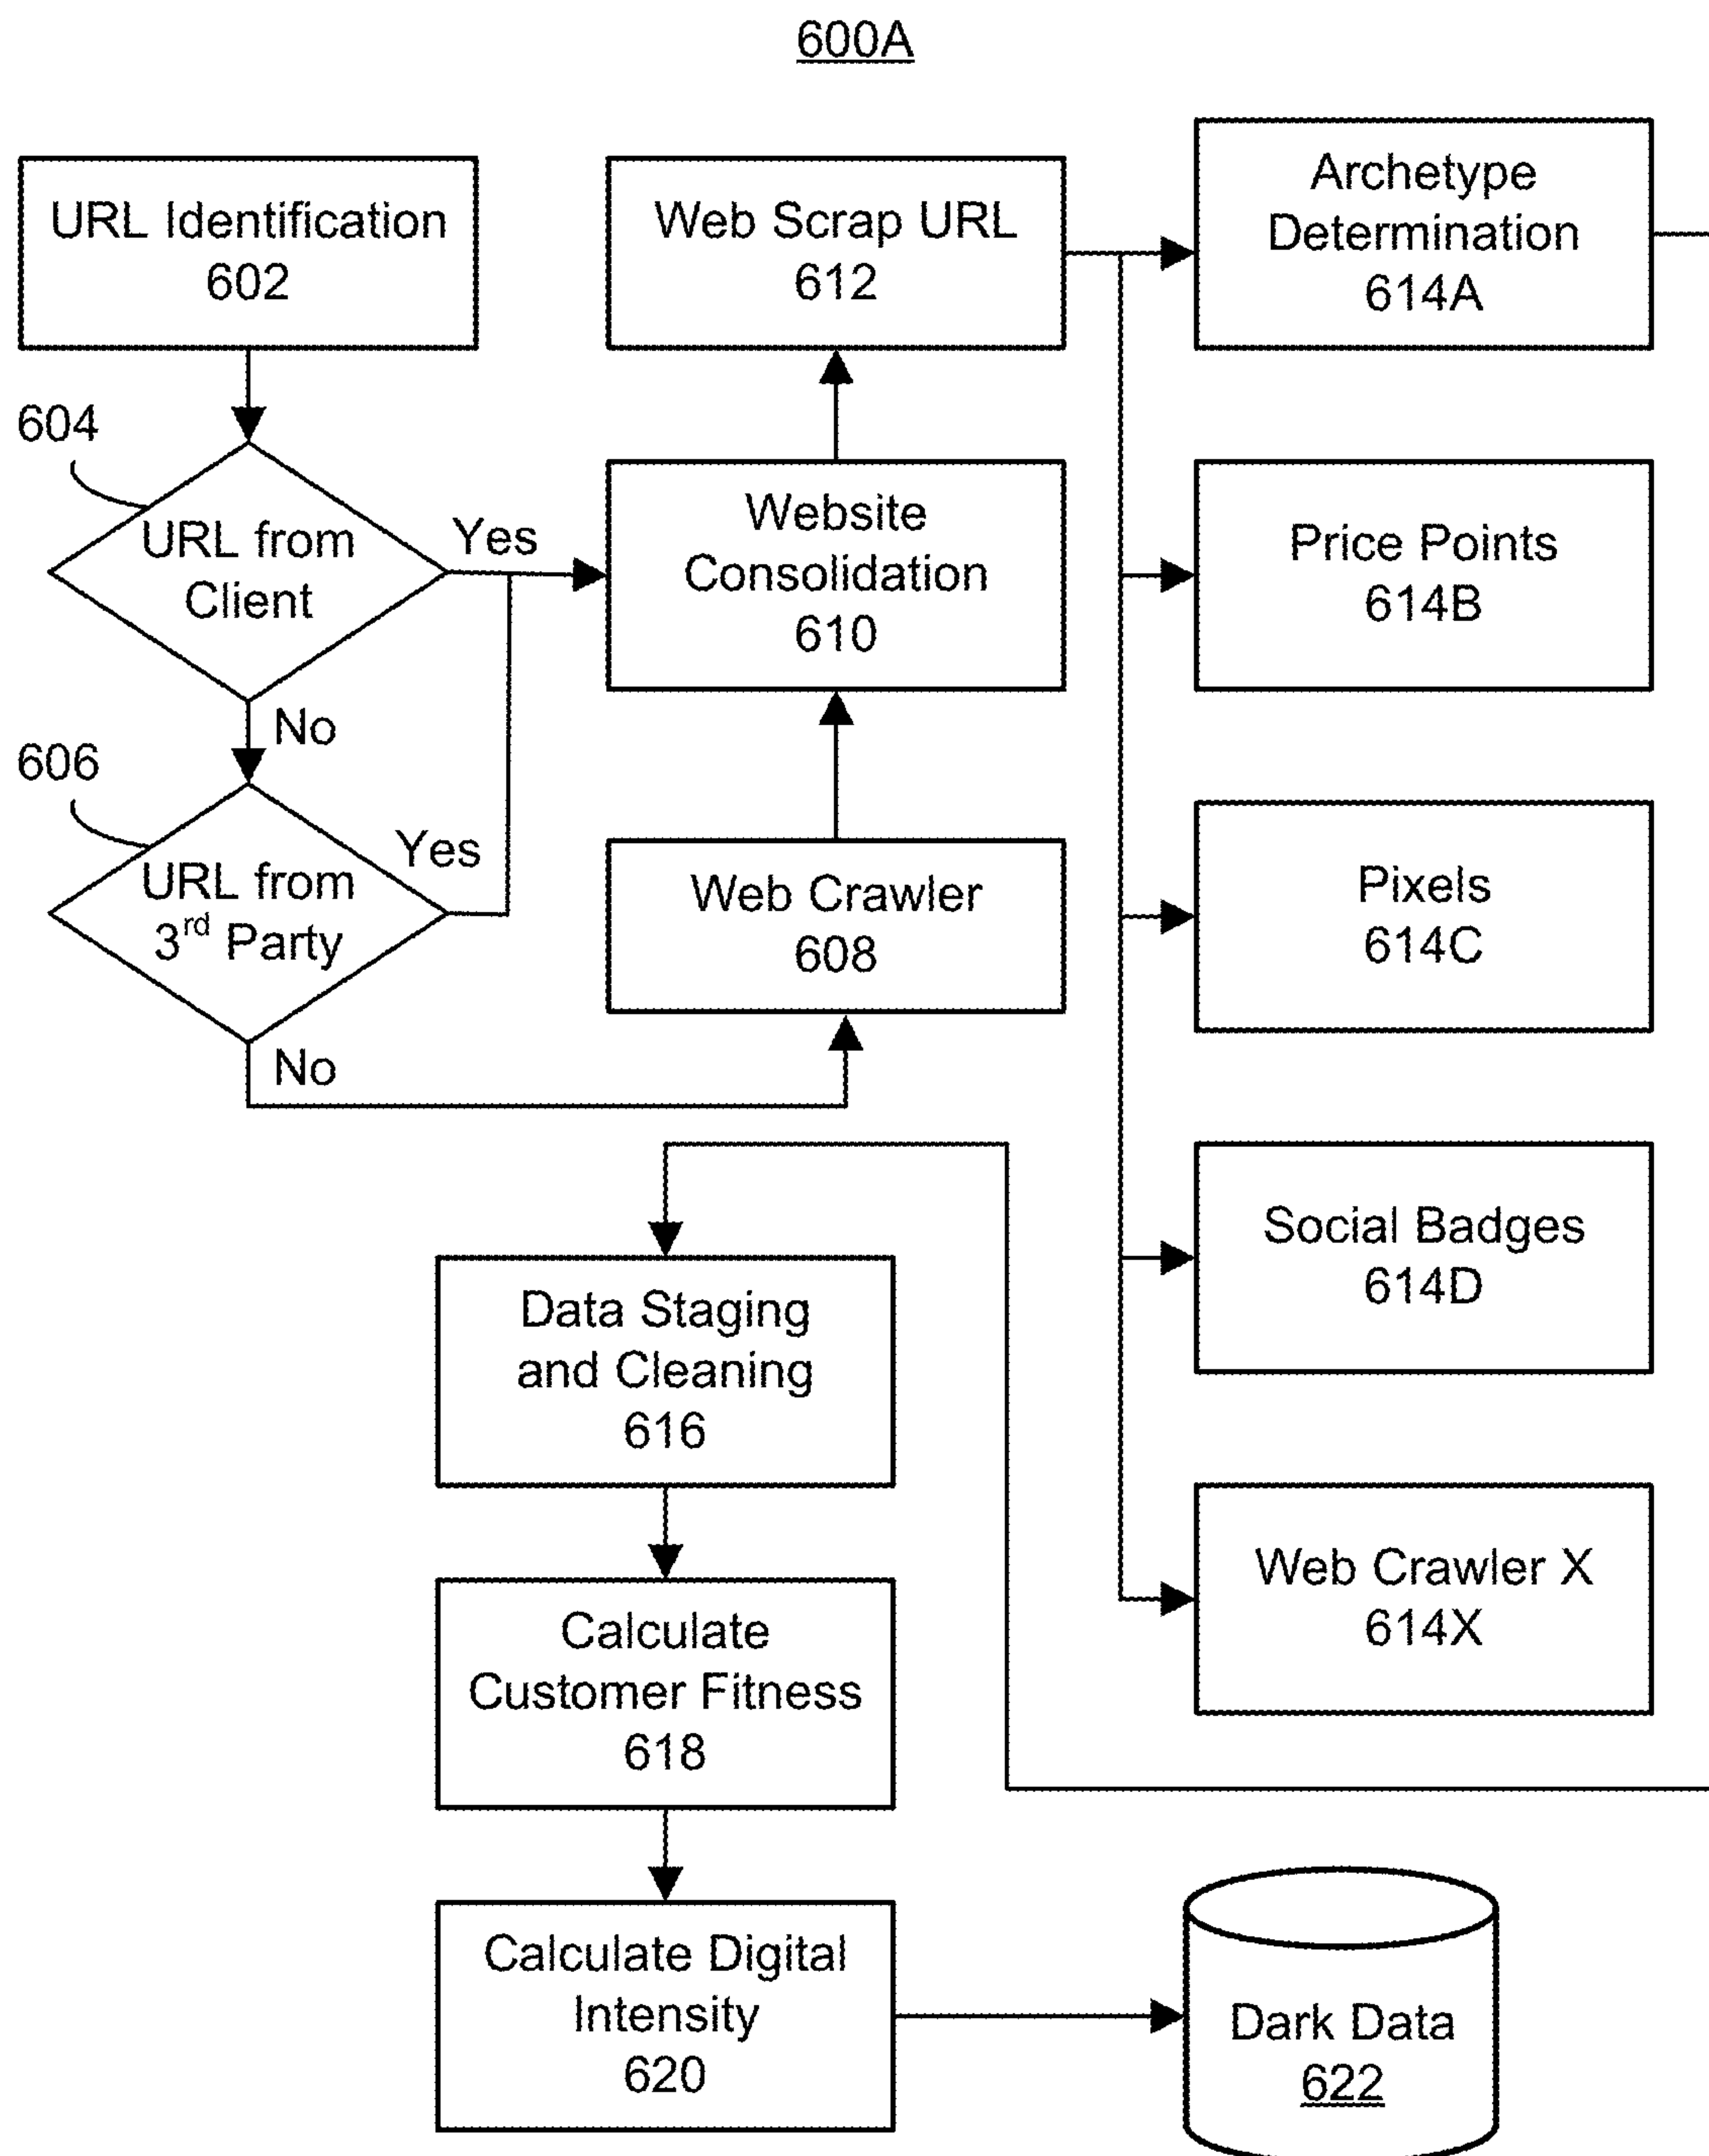 600A
URL Identification
602
604
URL from
Client
Yes
No
606
URL from
3rd Party
Yes
No
Web Scrap URL
612
Website
Consolidation
610
Web Crawler
608
Archetype
Determination
614A
Price Points
614B
Pixels
614C
Social Badges
614D
Web Crawler X
614X
Data Staging
and Cleaning
616
Calculate
Customer Fitness
618
Calculate Digital
Intensity
620
Dark Data
622